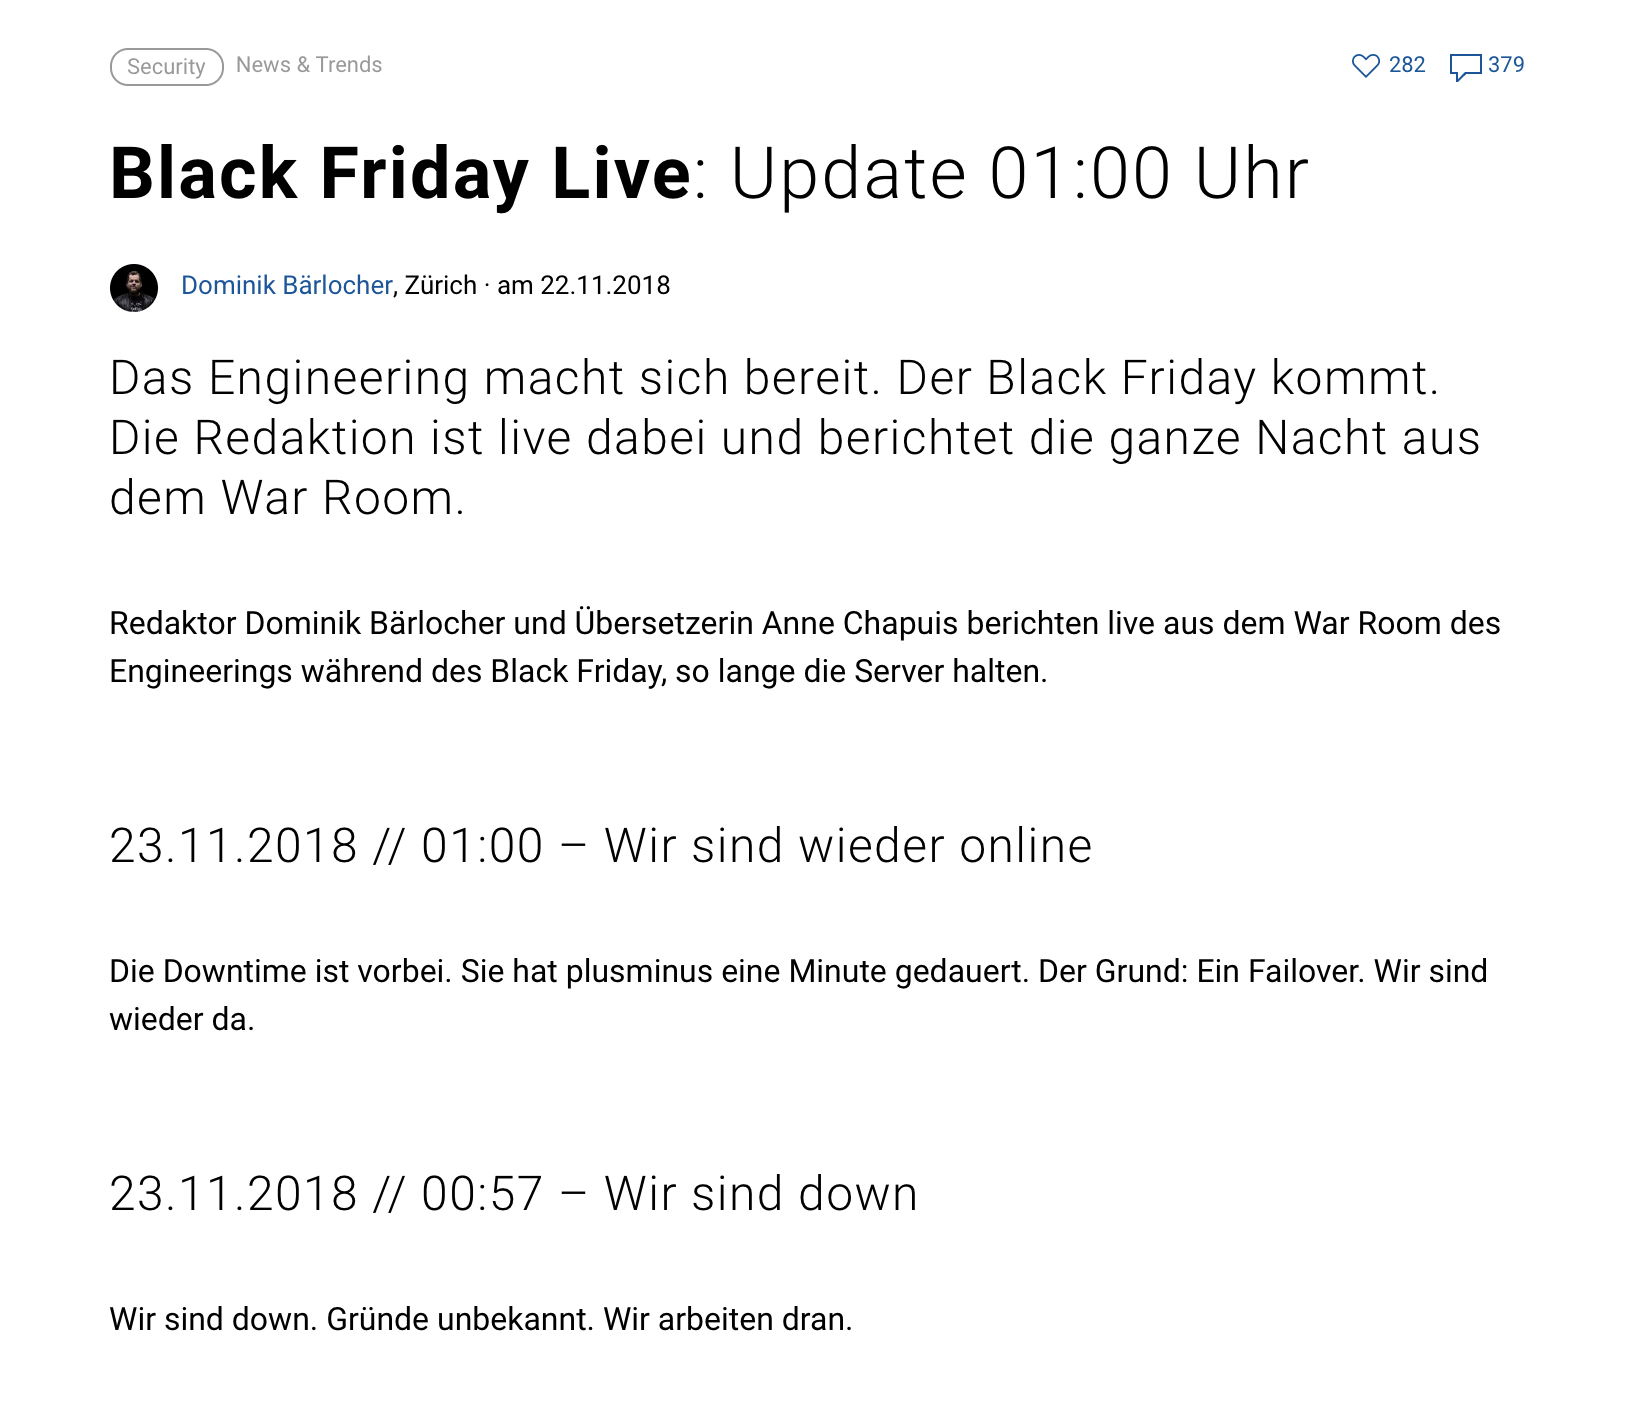 Security News & Trends 282 379
Black Friday Live: Update 01:00 Uhr
Dominik Bärlocher, Zürich · am 22.11.2018
Das Engineering macht sich bereit. Der Black Friday kommt.
Die Redaktion ist live dabei und berichtet die ganze Nacht aus
dem War Room.
Redaktor Dominik Bärlocher und Übersetzerin Anne Chapuis berichten live aus dem War Room des
Engineerings während des Black Friday, so lange die Server halten.
23.11.2018 // 01:00 – Wir sind wieder online
Die Downtime ist vorbei. Sie hat plusminus eine Minute gedauert. Der Grund: Ein Failover. Wir sind
wieder da.
23.11.2018 // 00:57 – Wir sind down
Wir sind down. Gründe unbekannt. Wir arbeiten dran.